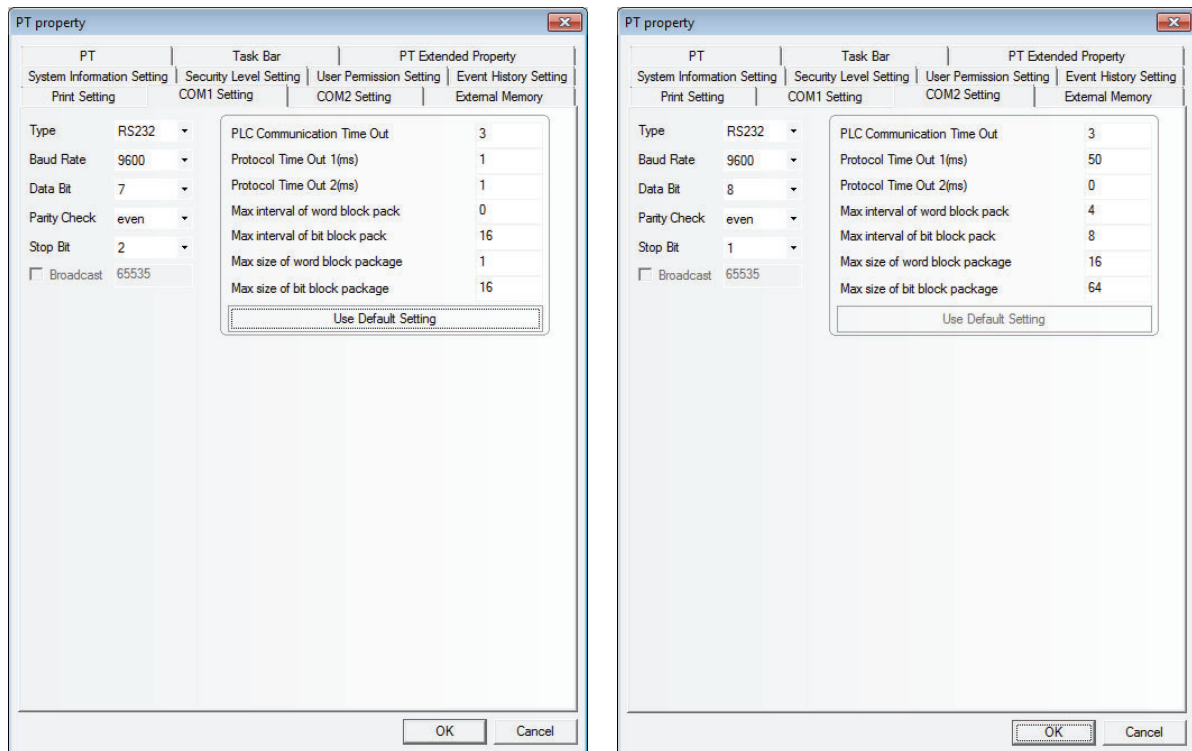 PT property
PT Task Bar PT Extended Property
System Information Setting Security Level Setting User Permission Setting Event History Setting
Print Setting COM1 Setting COM2 Setting External Memory
Type RS232
Baud Rate 9600
Data Bit 7
Parity Check even
Stop Bit 2
Broadcast 65535
PLC Communication Time Out 3
Protocol Time Out 1(ms) 1
Protocol Time Out 2(ms) 1
Max interval of word block pack 0
Max interval of bit block pack 16
Max size of word block package 1
Max size of bit block package 16
Use Default Setting
OK Cancel
PT property
PT Task Bar PT Extended Property
System Information Setting Security Level Setting User Permission Setting Event History Setting
Print Setting COM1 Setting COM2 Setting External Memory
Type RS232
Baud Rate 9600
Data Bit 8
Parity Check even
Stop Bit 1
Broadcast 65535
PLC Communication Time Out 3
Protocol Time Out 1(ms) 50
Protocol Time Out 2(ms) 0
Max interval of word block pack 4
Max interval of bit block pack 8
Max size of word block package 16
Max size of bit block package 64
Use Default Setting
OK Cancel